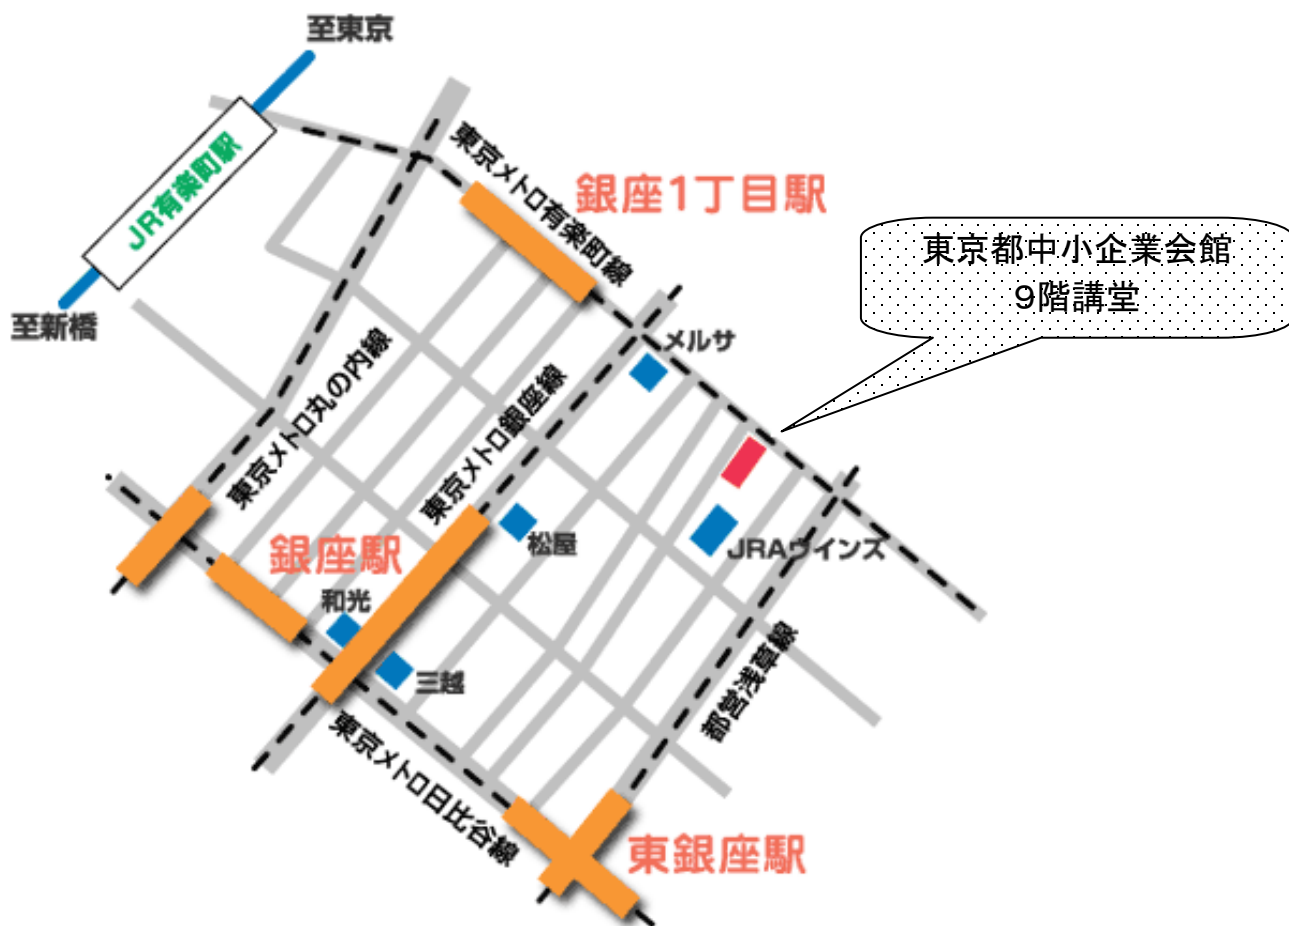 至東京
JR有楽町駅
至新橋
東京メトロ有楽町線
銀座1丁目駅
東京都中小企業会館
9階講堂
メルサ
東京メトロ丸の内線
東京メトロ銀座線
銀座駅
松屋
JRAウインズ
和光
三越
都営浅草線
東京メトロ日比谷線
東銀座駅